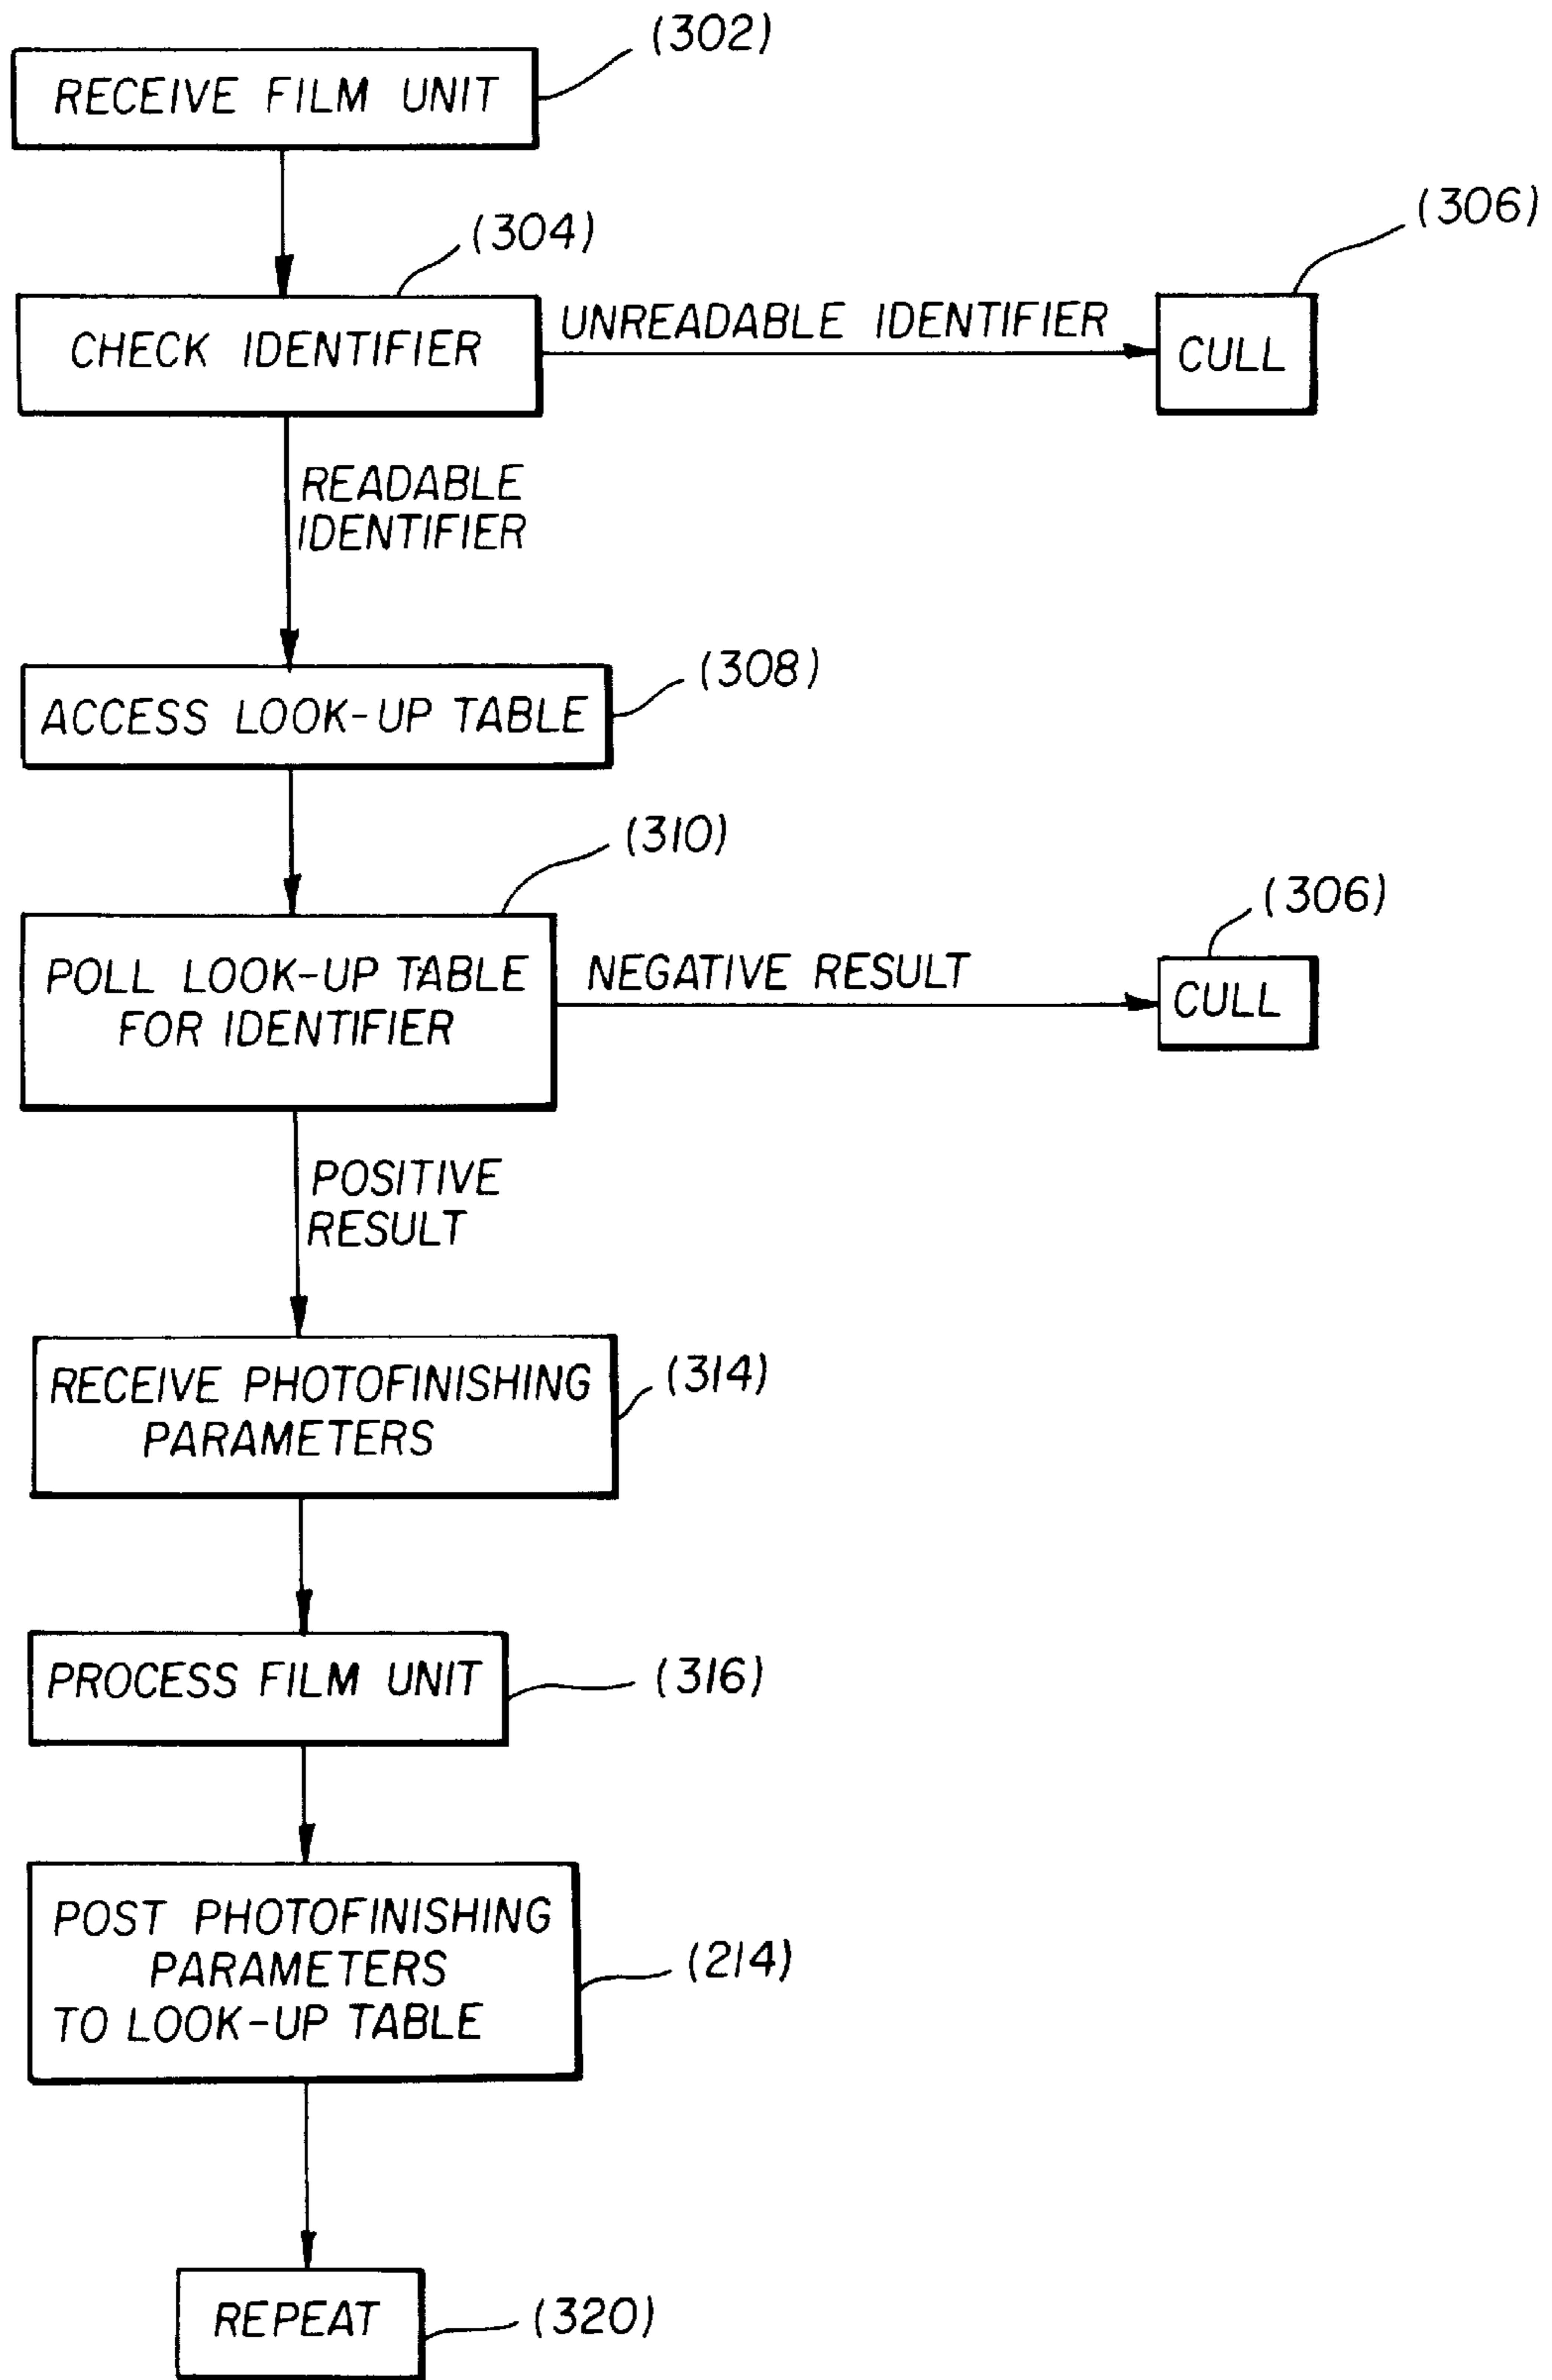 (302)
RECEIVE FILM UNIT
(304)
(306)
CHECK IDENTIFIER
UNREADABLE IDENTIFIER
CULL
READABLE
IDENTIFIER
(308)
ACCESS LOOK-UP TABLE
(310)
(306)
POLL LOOK-UP TABLE
FOR IDENTIFIER
NEGATIVE RESULT
CULL
POSITIVE
RESULT
RECEIVE PHOTOFINISHING
PARAMETERS
(314)
PROCESS FILM UNIT
(316)
POST PHOTOFINISHING
PARAMETERS
TO LOOK-UP TABLE
(214)
REPEAT
(320)